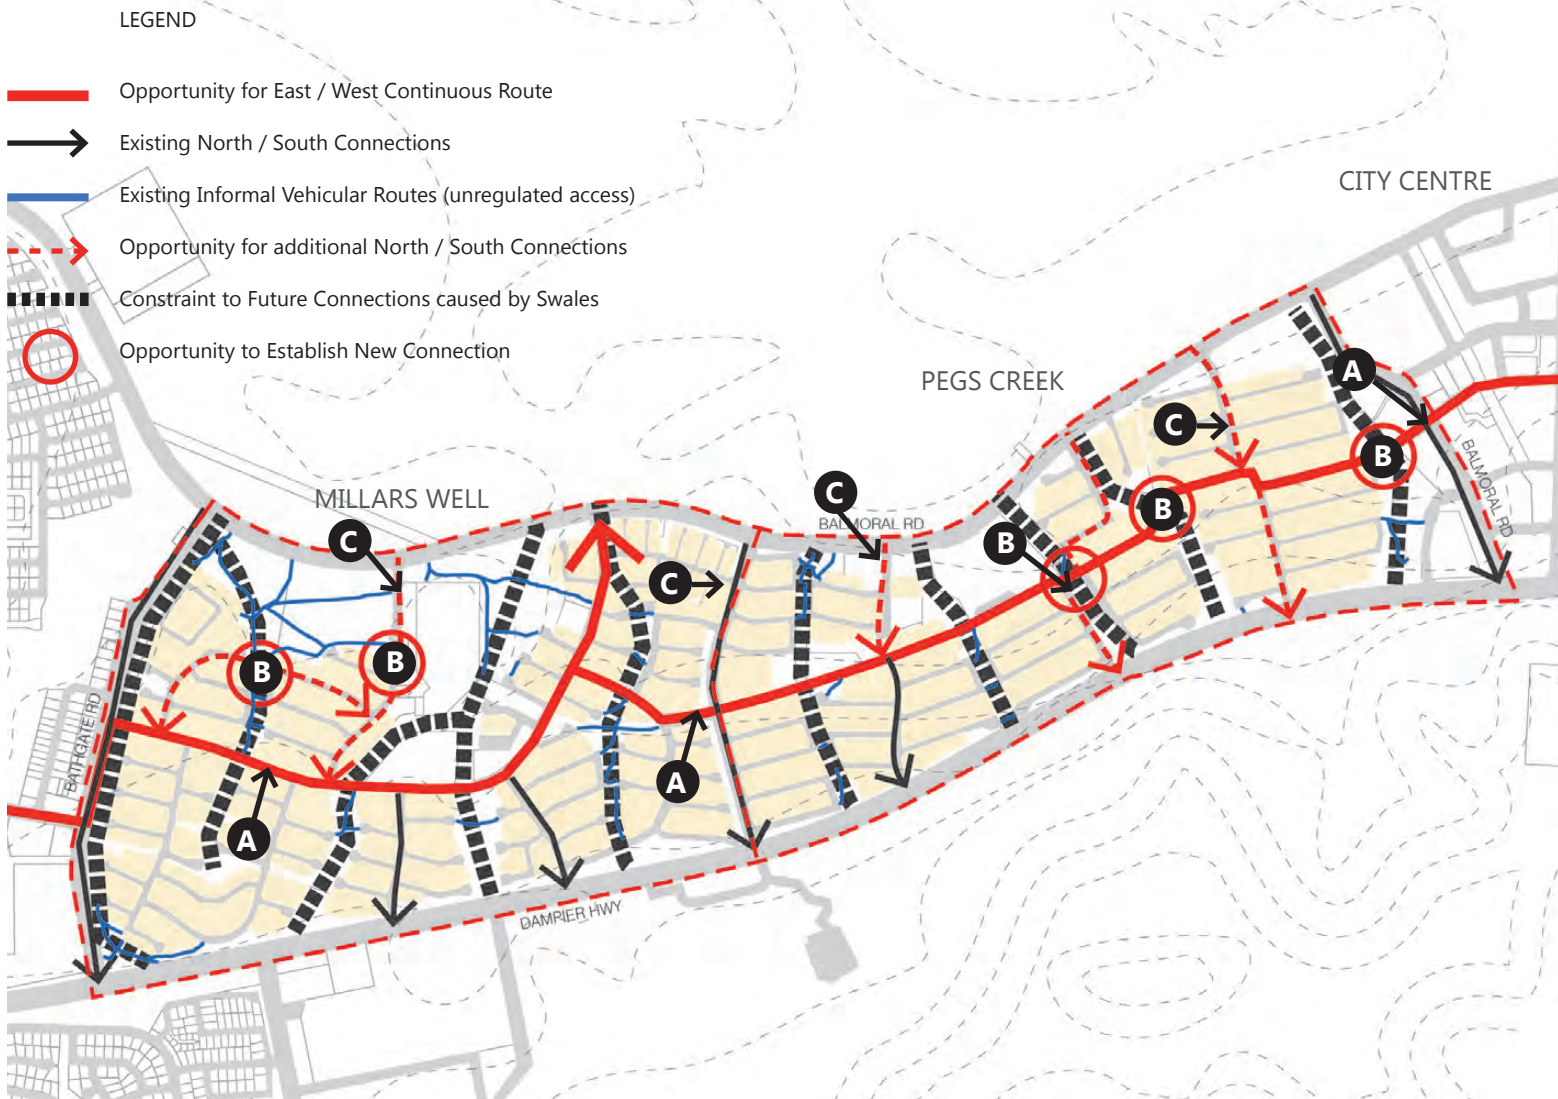 LEGEND
Opportunity for East / West Continuous Route
Existing North / South Connections
Existing Informal Vehicular Routes (unregulated access)
Opportunity for additional North / South Connections
Constraint to Future Connections caused by Swales
Opportunity to Establish New Connection
CITY CENTRE
PEGS CREEK
MILLARS WELL
A
C
B
BALMORAL RD
C
B
BALMORAL RD
B
C
C
B
B
BATHGATE RD
A
A
DAMPIER HWY